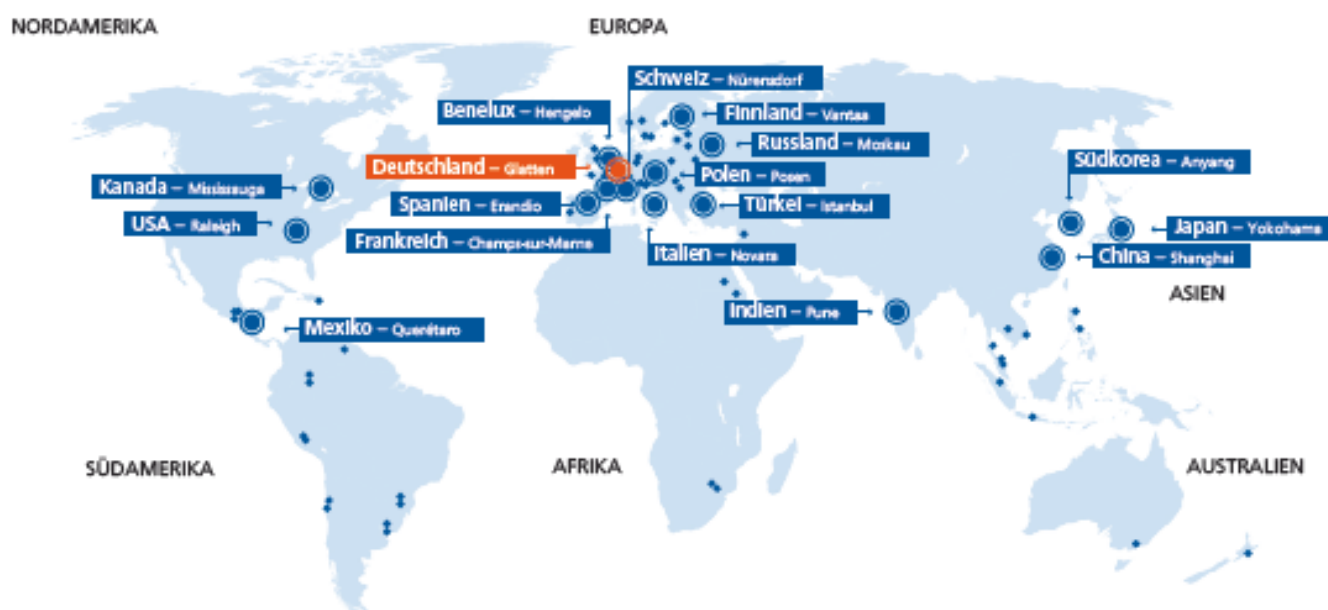 NORDAMERIKA
EUROPA
Schweiz – Nürensdorf
Benelux – Hengelo
Finnland – Vantaa
Russland – Moskau
Deutschland – Glatten
Südkorea – Anyang
Polen – Posen
Kanada – Mississauga
Spanien – Erandio
Türkei – Istanbul
USA – Raleigh
Japan – Yokohama
Frankreich – Champs-sur-Marne
Italien – Novara
China – Shanghai
ASIEN
Indien – Pune
Mexiko – Querétaro
SÜDAMERIKA
AFRIKA
AUSTRALIEN